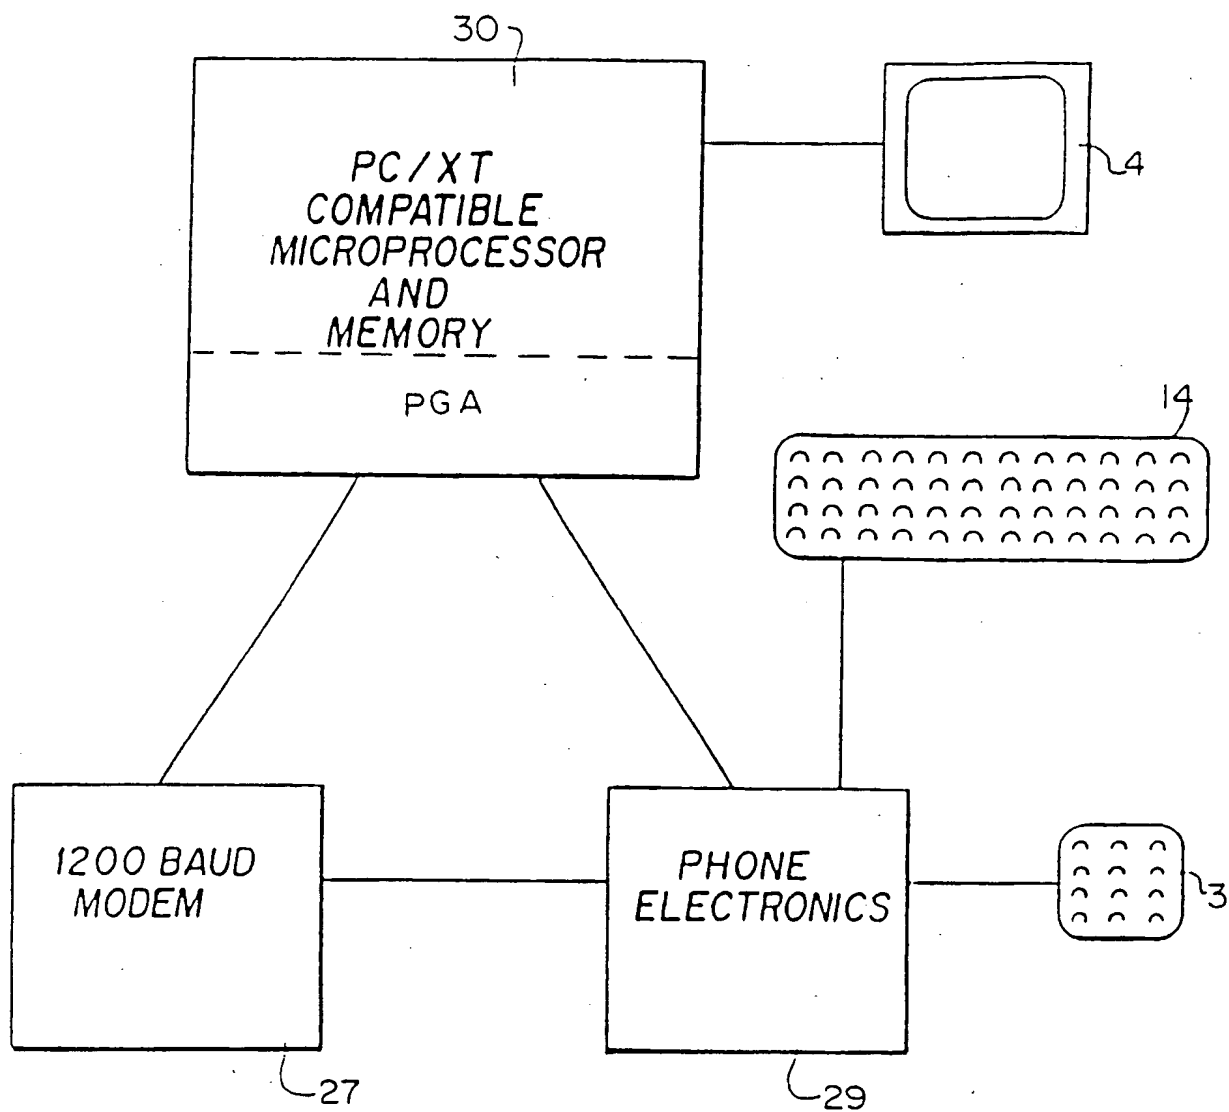 30
PC/XT
COMPATIBLE
MICROPROCESSOR
AND
MEMORY
PGA
4
14
1200 BAUD
MODEM
PHONE
ELECTRONICS
3
27
29